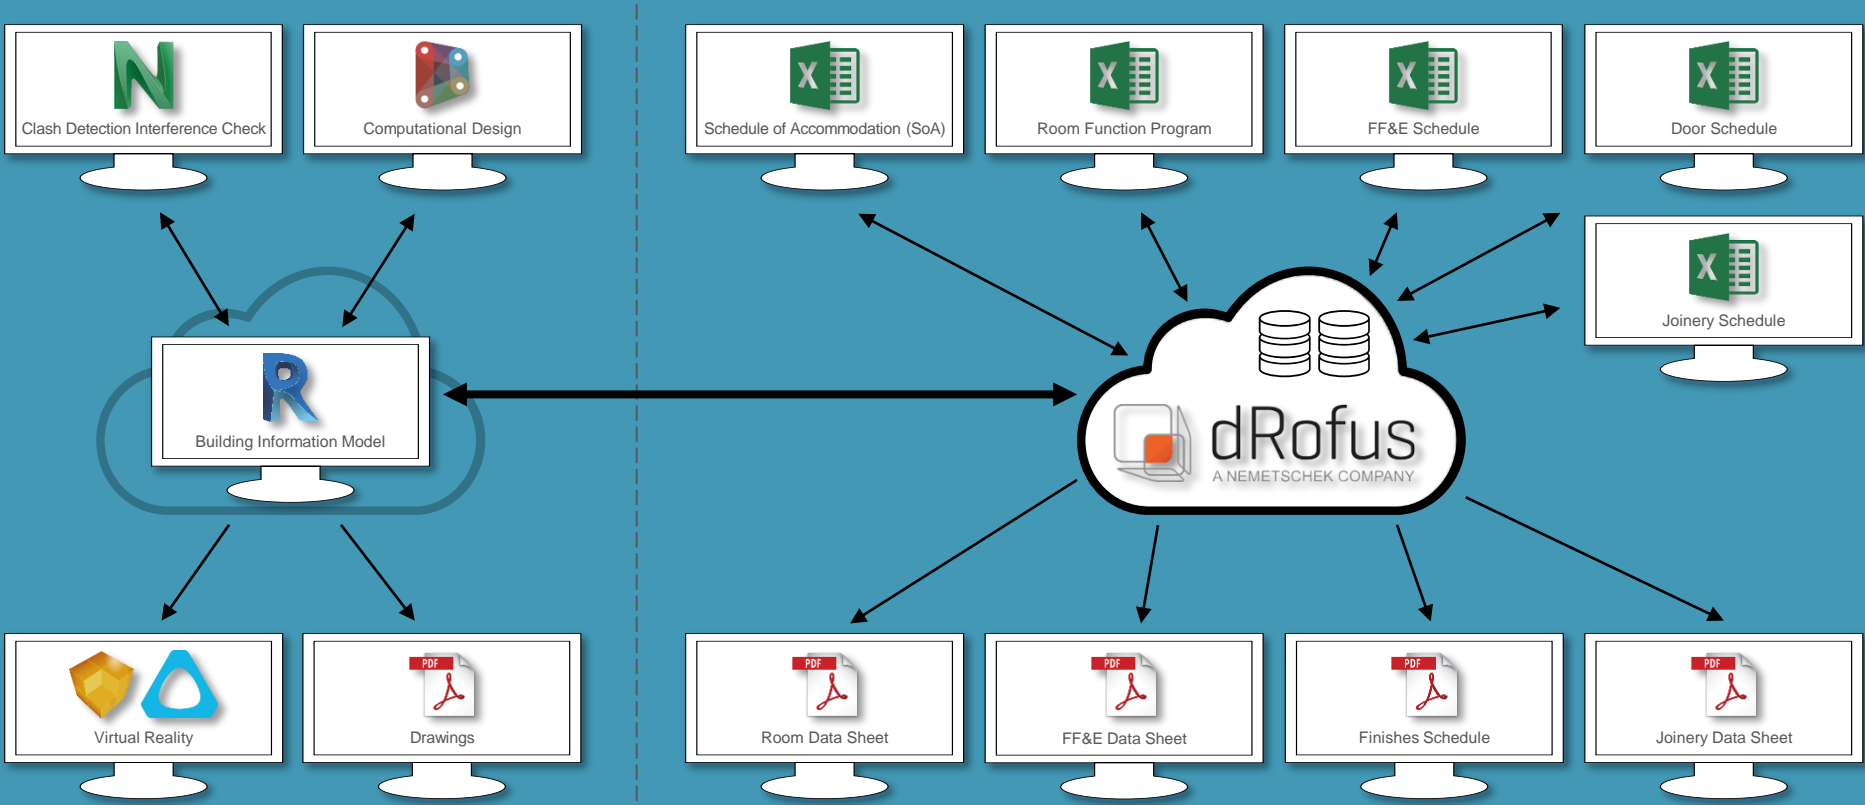 Clash Detection Interference Check
Computational Design
X
Schedule of Accommodation (SoA)
X
Room Function Program
X
FF&E Schedule
X
Door Schedule
X
Joinery Schedule
Building Information Model
dRofus
A NEMETSCHEK COMPANY
Virtual Reality
PDF
Drawings
PDF
Room Data Sheet
PDF
FF&E Data Sheet
PDF
Finishes Schedule
PDF
Joinery Data Sheet